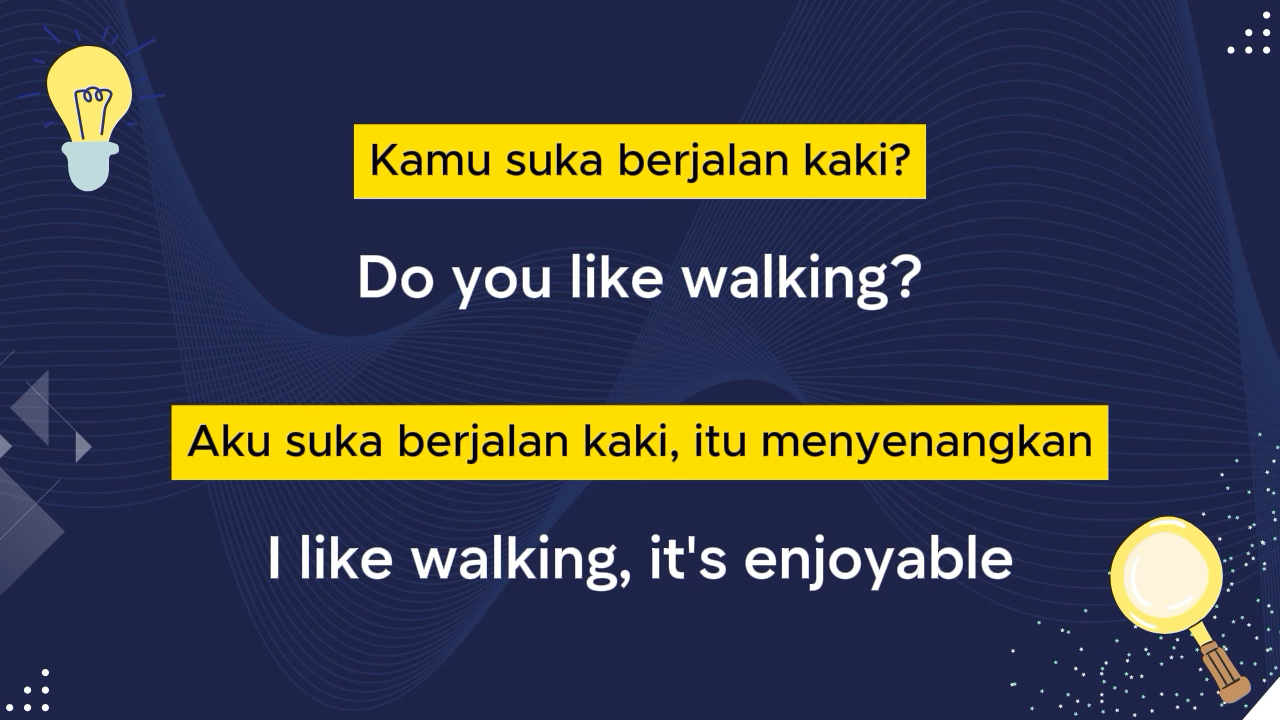 Kamu suka berjalan kaki?
Do you like walking?
Aku suka berjalan kaki, itu menyenangkan
I like walking, it's enjoyable